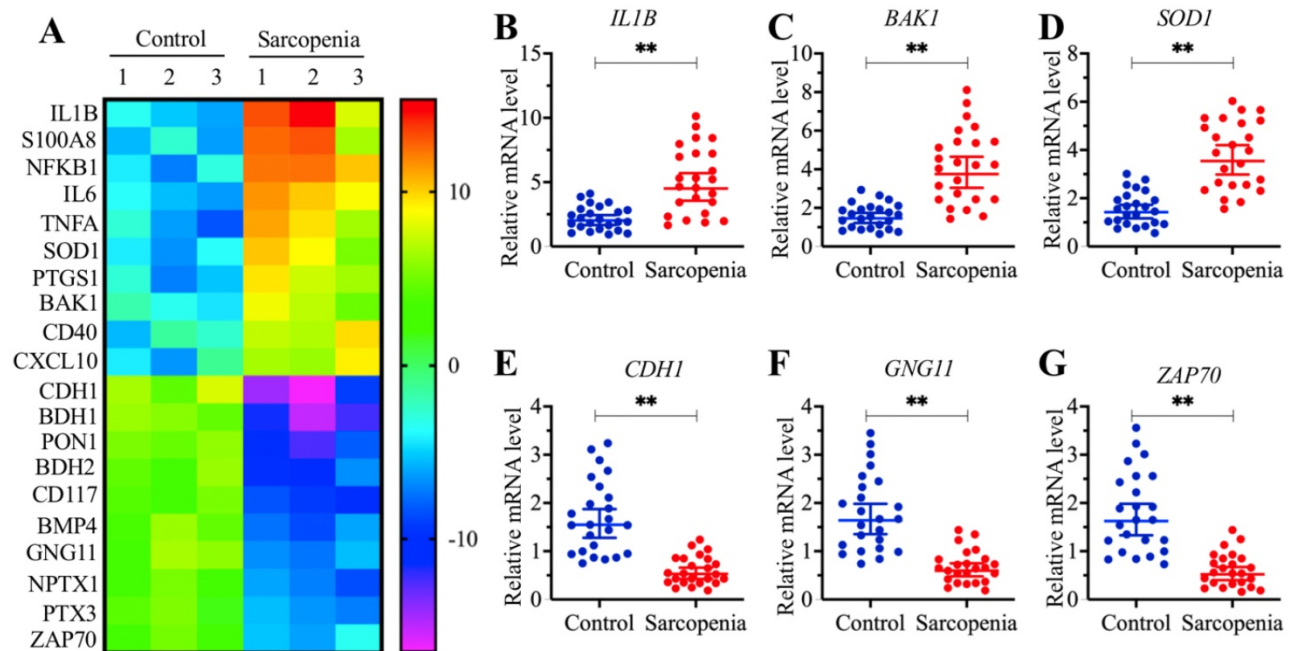 A
Control Sarcopenia
1 2 3 1 2 3
IL1B
S100A8
NFKB1
IL6
TNFA
SOD1
PTGS1
BAK1
CD40
CXCL10
CDH1
BDH1
PON1
BDH2
CD117
BMP4
GNG11
NPTX1
PTX3
ZAP70
10
0
-10
B
IL1B
**
Relative mRNA level
15
10
5
0
Control Sarcopenia
C
BAK1
**
Relative mRNA level
10
8
6
4
2
0
Control Sarcopenia
D
SOD1
**
Relative mRNA level
8
6
4
2
0
Control Sarcopenia
E
CDH1
**
Relative mRNA level
4
3
2
1
0
Control Sarcopenia
F
GNG11
**
Relative mRNA level
4
3
2
1
0
Control Sarcopenia
G
ZAP70
**
Relative mRNA level
4
3
2
1
0
Control Sarcopenia